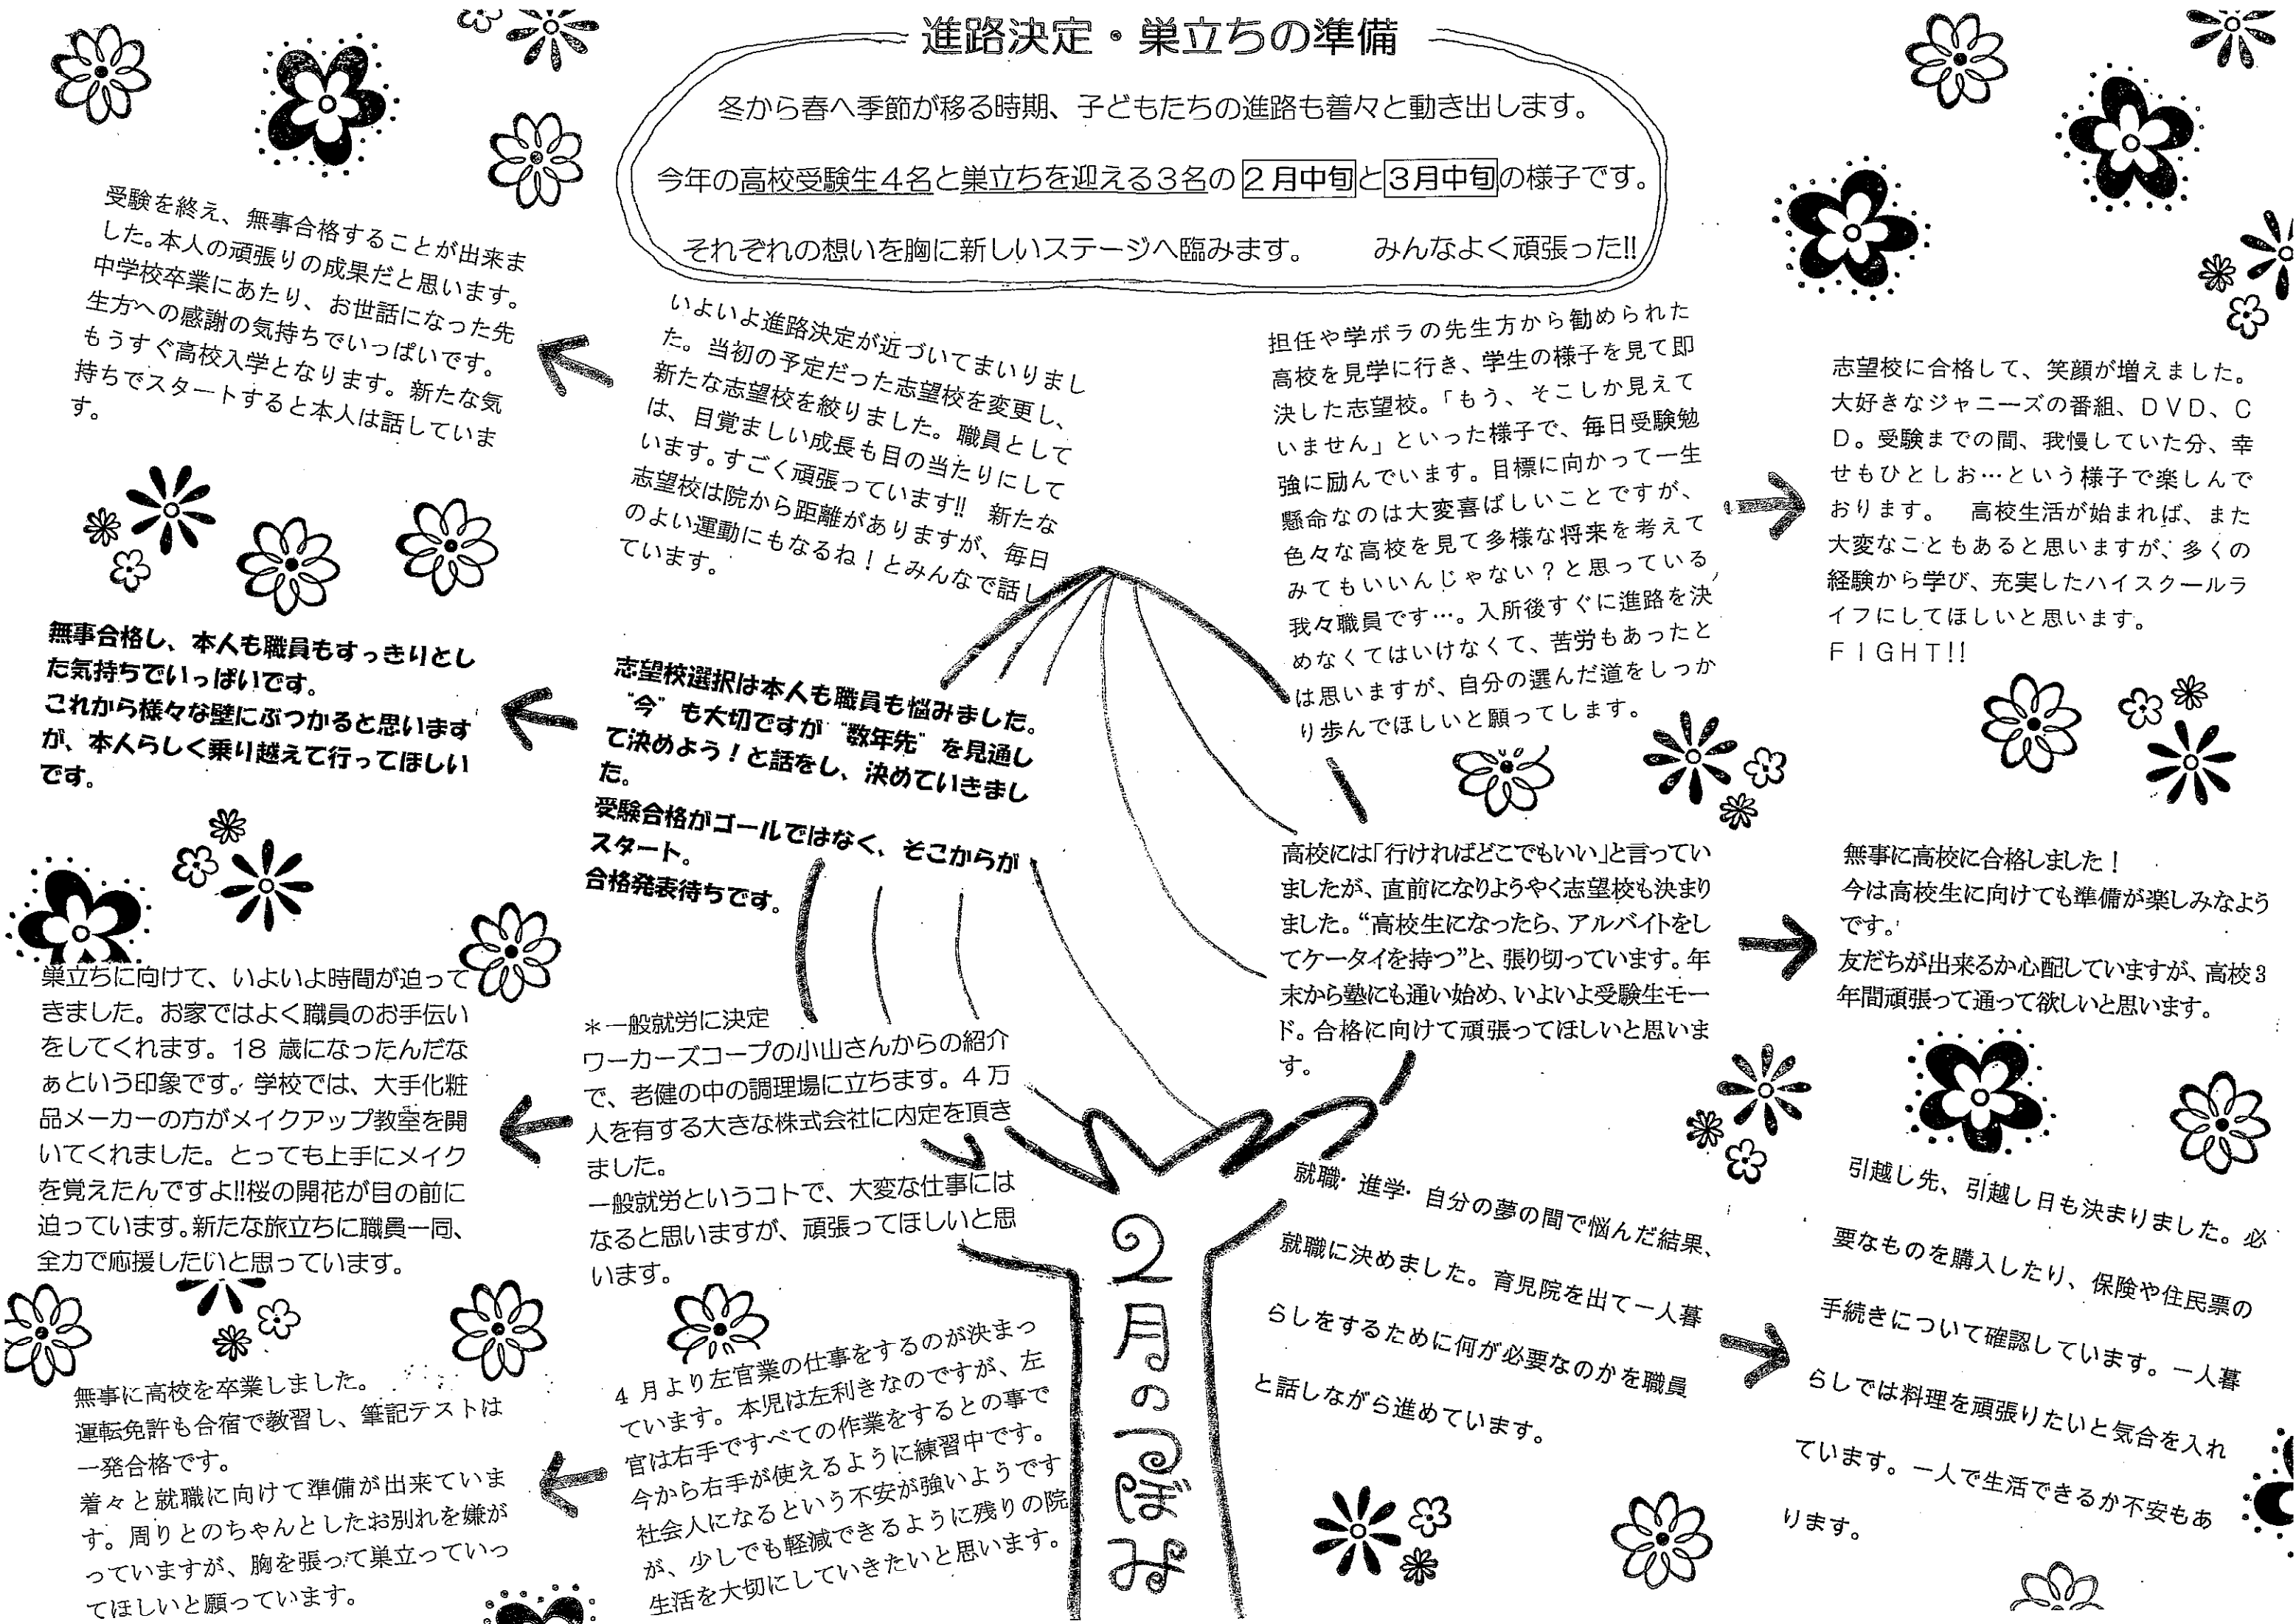 進路決定・巣立ちの準備
冬から春へ季節が移る時期、子どもたちの進路も着々と動き出します。
今年の高校受験生4名と巣立ちを迎える3名の2月中旬と3月中旬の様子です。
それぞれの想いを胸に新しいステージへ臨みます。　みんなよく頑張った!!
いよいよ進路決定が近づいてまいりまし
た。当初の予定だった志望校を変更し、
新たな志望校を絞りました。職員として
は、目覚ましい成長も目の当たりにして
います。すごく頑張っています!!　新たな
志望校は院から距離がありますが、毎日
のよい運動にもなるね！とみんなで話し
ています。
受験を終え、無事合格することが出来ま
した。本人の頑張りの成果だと思います。
中学校卒業にあたり、お世話になった先
生方への感謝の気持ちでいっぱいです。
もうすぐ高校入学となります。新たな気
持ちでスタートすると本人は話していま
す。
担任や学ボラの先生方から勧められた
高校を見学に行き、学生の様子を見て即
決した志望校。「もう、そこしか見えて
いません」といった様子で、毎日受験勉
強に励んでいます。目標に向かって一生
懸命なのは大変喜ばしいことですが、
色々な高校を見て多様な将来を考えて
みてもいいんじゃない？と思っている
我々職員です…。入所後すぐに進路を決
めなくてはいけなくて、苦労もあったと
は思いますが、自分の選んだ道をしっか
り歩んでほしいと願ってします。
志望校に合格して、笑顔が増えました。
大好きなジャニーズの番組、ＤＶＤ、Ｃ
Ｄ。受験までの間、我慢していた分、幸
せもひとしお…という様子で楽しんで
おります。　高校生活が始まれば、また
大変なこともあると思いますが、多くの
経験から学び、充実したハイスクールラ
イフにしてほしいと思います。
ＦＩＧＨＴ!!
志望校選択は本人も職員も悩みました。
“今”も大切ですが“数年先”を見通し
て決めよう！と話をし、決めていきまし
た。
受験合格がゴールではなく、そこからが
スタート。
合格発表待ちです。
無事合格し、本人も職員もすっきりとし
た気持ちでいっぱいです。
これから様々な壁にぶつかると思います
が、本人らしく乗り越えて行ってほしい
です。
高校には「行ければどこでもいい」と言ってい
ましたが、直前になりようやく志望校も決まり
ました。“高校生になったら、アルバイトをし
てケータイを持つ”と、張り切っています。年
末から塾にも通い始め、いよいよ受験生モー
ド。合格に向けて頑張ってほしいと思いま
す。
無事に高校に合格しました！
今は高校生に向けても準備が楽しみなよう
です。
友だちが出来るか心配していますが、高校3
年間頑張って通って欲しいと思います。
＊一般就労に決定
ワーカーズコープの小山さんからの紹介
で、老健の中の調理場に立ちます。4万
人を有する大きな株式会社に内定を頂き
ました。
一般就労というコトで、大変な仕事には
なると思いますが、頑張ってほしいと思
います。
巣立ちに向けて、いよいよ時間が迫って
きました。お家ではよく職員のお手伝い
をしてくれます。18 歳になったんだな
ぁという印象です。学校では、大手化粧
品メーカーの方がメイクアップ教室を開
いてくれました。とっても上手にメイク
を覚えたんですよ!!桜の開花が目の前に
迫っています。新たな旅立ちに職員一同、
全力で応援したいと思っています。
就職・進学・自分の夢の間で悩んだ結果、
就職に決めました。育児院を出て一人暮
らしをするために何が必要なのかを職員
と話しながら進めています。
引越し先、引越し日も決まりました。必
要なものを購入したり、保険や住民票の
手続きについて確認しています。一人暮
らしでは料理を頑張りたいと気合を入れ
ています。一人で生活できるか不安もあ
ります。
4 月より左官業の仕事をするのが決まっ
ています。本児は左利きなのですが、左
官は右手ですべての作業をするとの事で
今から右手が使えるように練習中です。
社会人になるという不安が強いようです
が、少しでも軽減できるように残りの院
生活を大切にしていきたいと思います。
無事に高校を卒業しました。
運転免許も合宿で教習し、筆記テストは
一発合格です。
着々と就職に向けて準備が出来ていま
す。周りとのちゃんとしたお別れを嫌が
っていますが、胸を張って巣立っていっ
てほしいと願っています。
2月のつぼみ